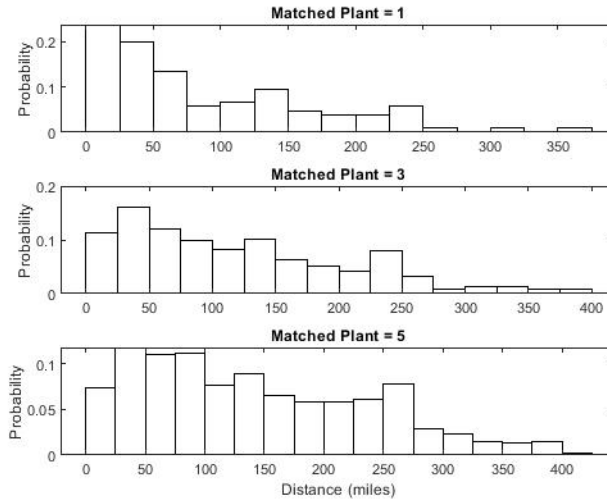 Matched Plant = 1
Probability
0.2
0.1
0
0 50 100 150 200 250 300 350
Matched Plant = 3
Probability
0.2
0.1
0
0 50 100 150 200 250 300 350 400
Matched Plant = 5
Probability
0.1
0.05
0
0 50 100 150 200 250 300 350 400
Distance (miles)